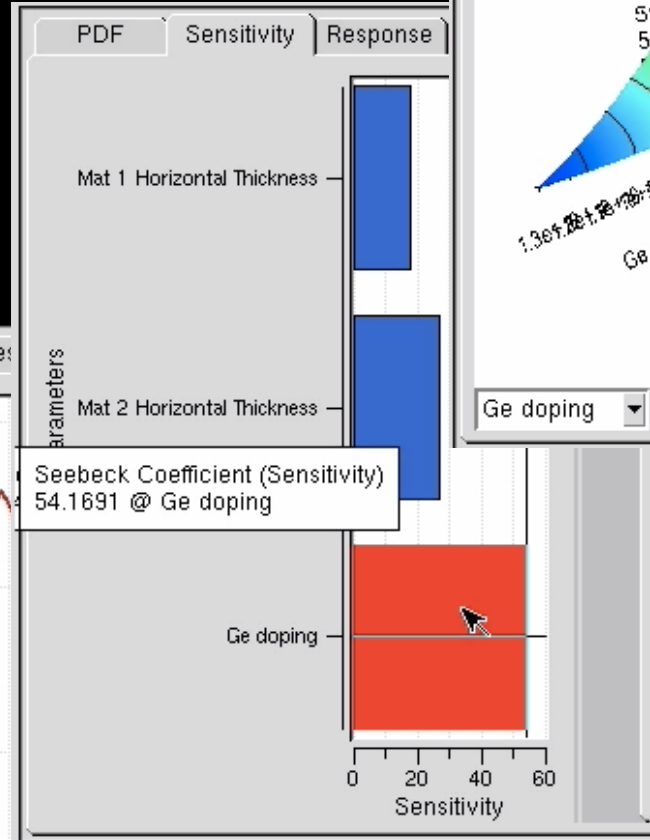 PDF
Sensitivity
Response
Mat 1 Horizontal Thickness
Mat 2 Horizontal Thickness
Seebeck Coefficient (Sensitivity)
54.1691 @ Ge doping
Ge doping
0 20 40 60
Sensitivity
Ge
Ge doping